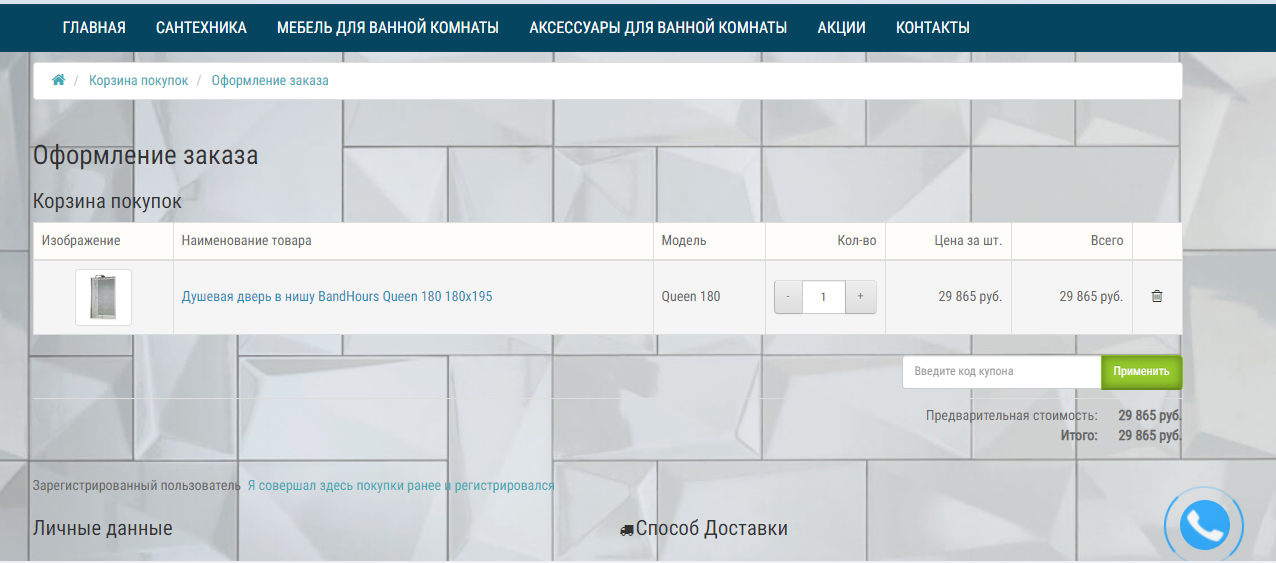 ГЛАВНАЯ САНТЕХНИКА МЕБЕЛЬ ДЛЯ ВАННОЙ КОМНАТЫ АКСЕССУАРЫ ДЛЯ ВАННОЙ КОМНАТЫ АКЦИИ КОНТАКТЫ
/ Корзина покупок / Оформление заказа
Оформление заказа
Корзина покупок
Изображение Наименование товара Модель Кол-во Цена за шт. Всего
Душевая дверь в нишу BandHours Queen 180 180x195 Queen 180 - 1 + 29 865 руб. 29 865 руб.
Введите код купона Применить
Предварительная стоимость: 29 865 руб.
Итого: 29 865 руб.
Зарегистрированный пользователь Я совершал здесь покупки ранее и регистрировался
Личные данные Способ Доставки